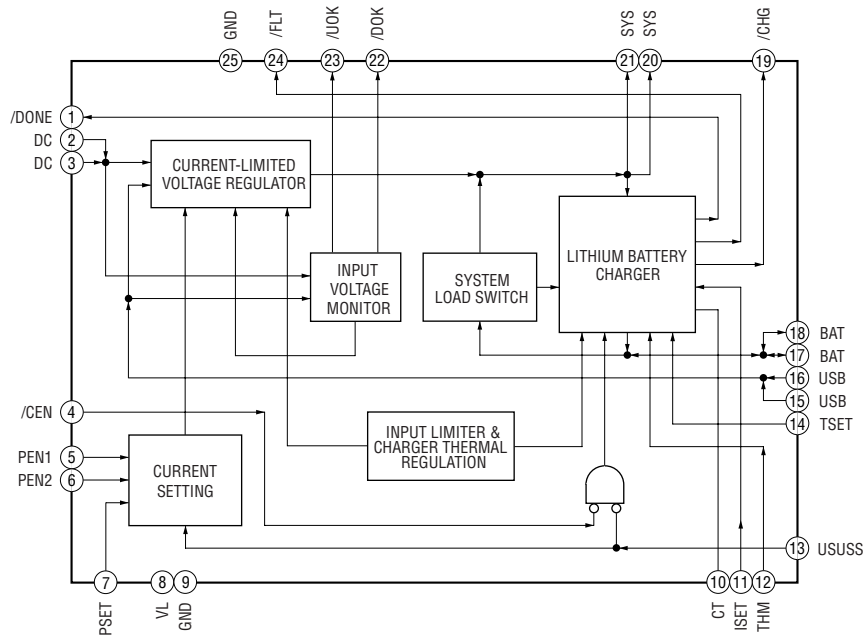 GND
/FLT
/UOK
/DOK
SYS
SYS
/CHG
25
24
23
22
21
20
19
/DONE 1
DC 2
DC 3
CURRENT-LIMITED
VOLTAGE REGULATOR
INPUT
VOLTAGE
MONITOR
SYSTEM
LOAD SWITCH
LITHIUM BATTERY
CHARGER
18 BAT
17 BAT
16 USB
15 USB
14 TSET
/CEN 4
PEN1 5
PEN2 6
CURRENT
SETTING
INPUT LIMITER &
CHARGER THERMAL
REGULATION
13 USUSS
7
8
9
10
11
12
PSET
VL
GND
CT
ISET
THM